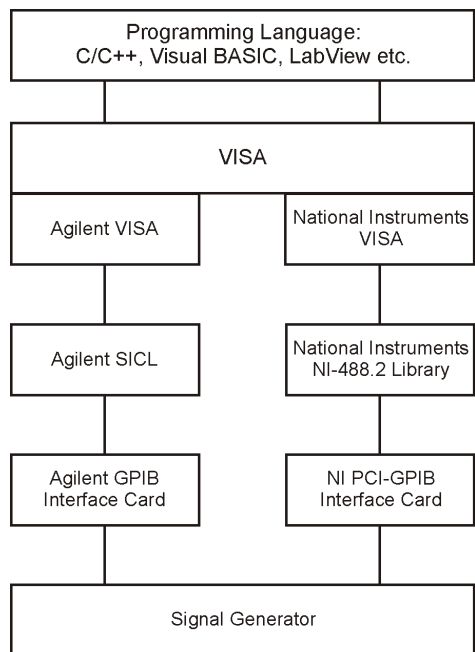 Programming Language:
C/C++, Visual BASIC, LabView etc.
VISA
Agilent VISA
National Instruments
VISA
Agilent SICL
National Instruments
NI-488.2 Library
Agilent GPIB
Interface Card
NI PCI-GPIB
Interface Card
Signal Generator